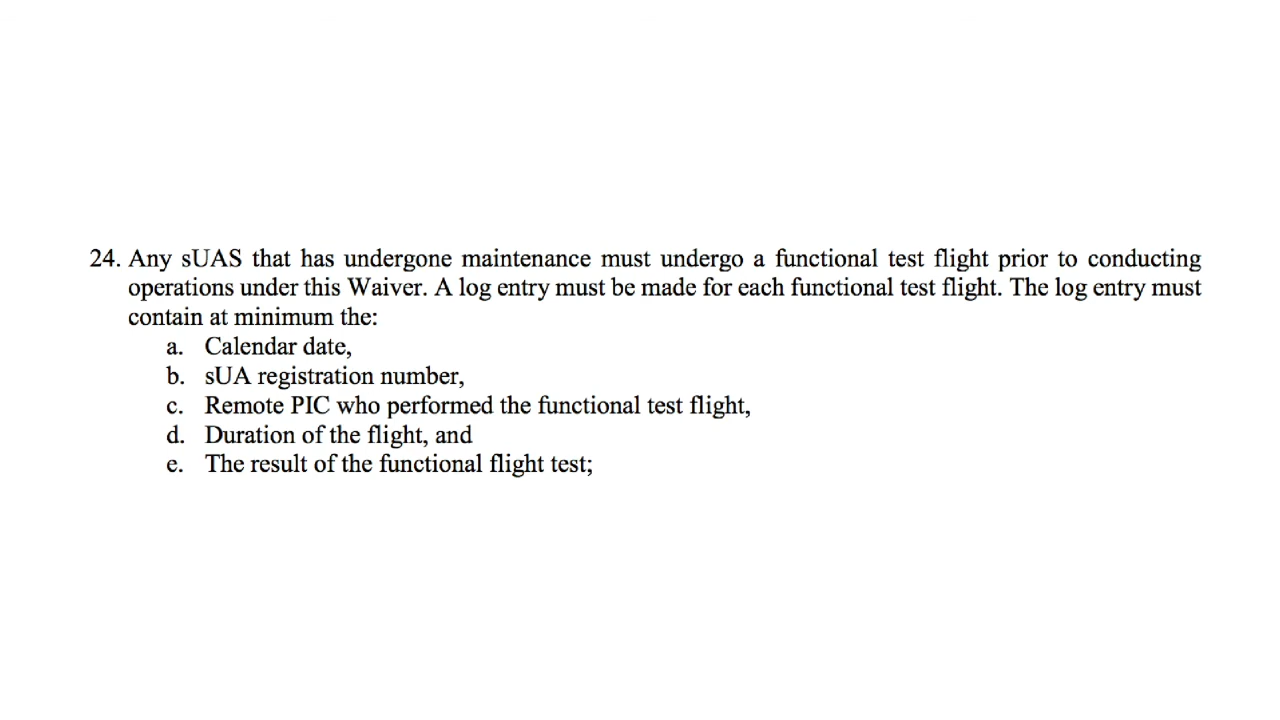 24. Any sUAS that has undergone maintenance must undergo a functional test flight prior to conducting
operations under this Waiver. A log entry must be made for each functional test flight. The log entry must
contain at minimum the:
a. Calendar date,
b. sUA registration number,
c. Remote PIC who performed the functional test flight,
d. Duration of the flight, and
e. The result of the functional flight test;